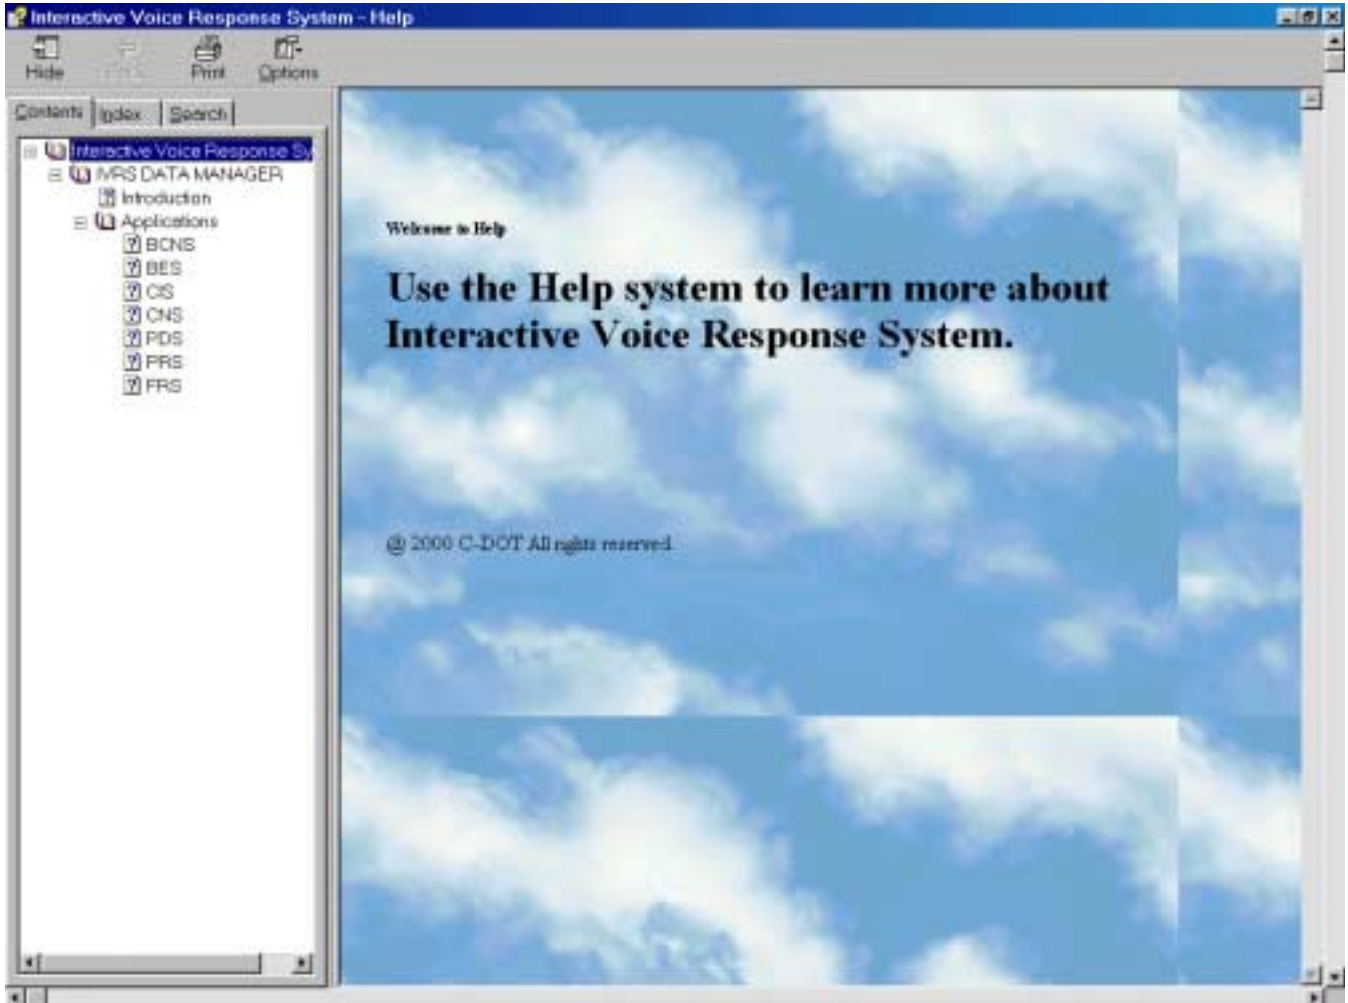 Interactive Voice Response System - Help
Hide Print Options
Contents Index Search
Interactive Voice Response Sy
IVRS DATA MANAGER
Introduction
Applications
BCNS
BES
CIS
CNS
PDS
PRS
FRS
Welcome to Help
Use the Help system to learn more about
Interactive Voice Response System.
@ 2000 C-DOT All rights reserved.